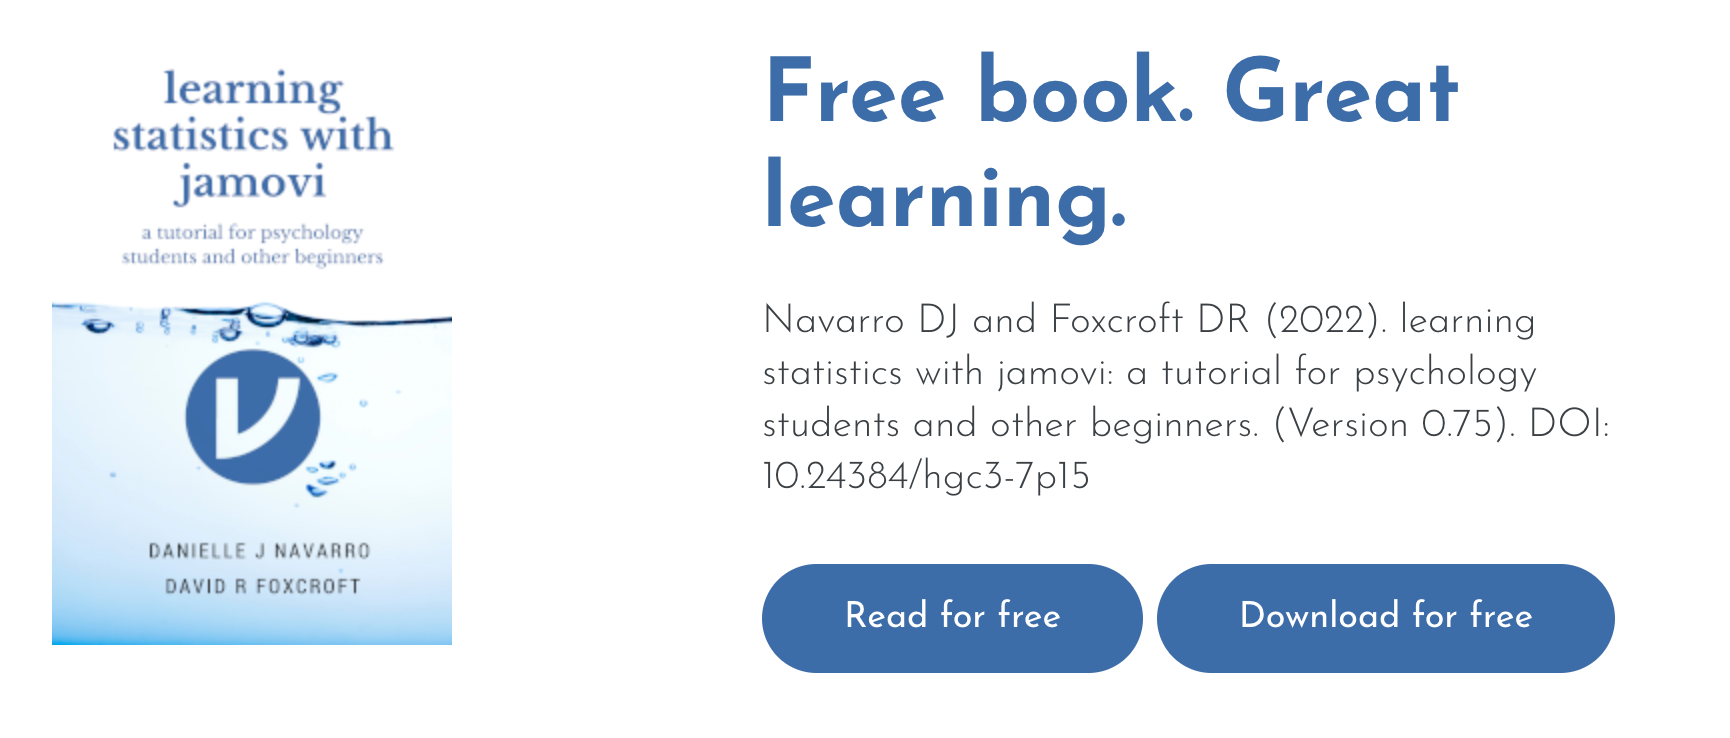 learning
statistics with
jamovi
a tutorial for psychology
students and other beginners
DANIELLE J NAVARRO
DAVID R FOXCROFT
Free book. Great
learning.
Navarro DJ and Foxcroft DR (2022). learning
statistics with jamovi: a tutorial for psychology
students and other beginners. (Version 0.75). DOI:
10.24384/hgc3-7p15
Read for free
Download for free